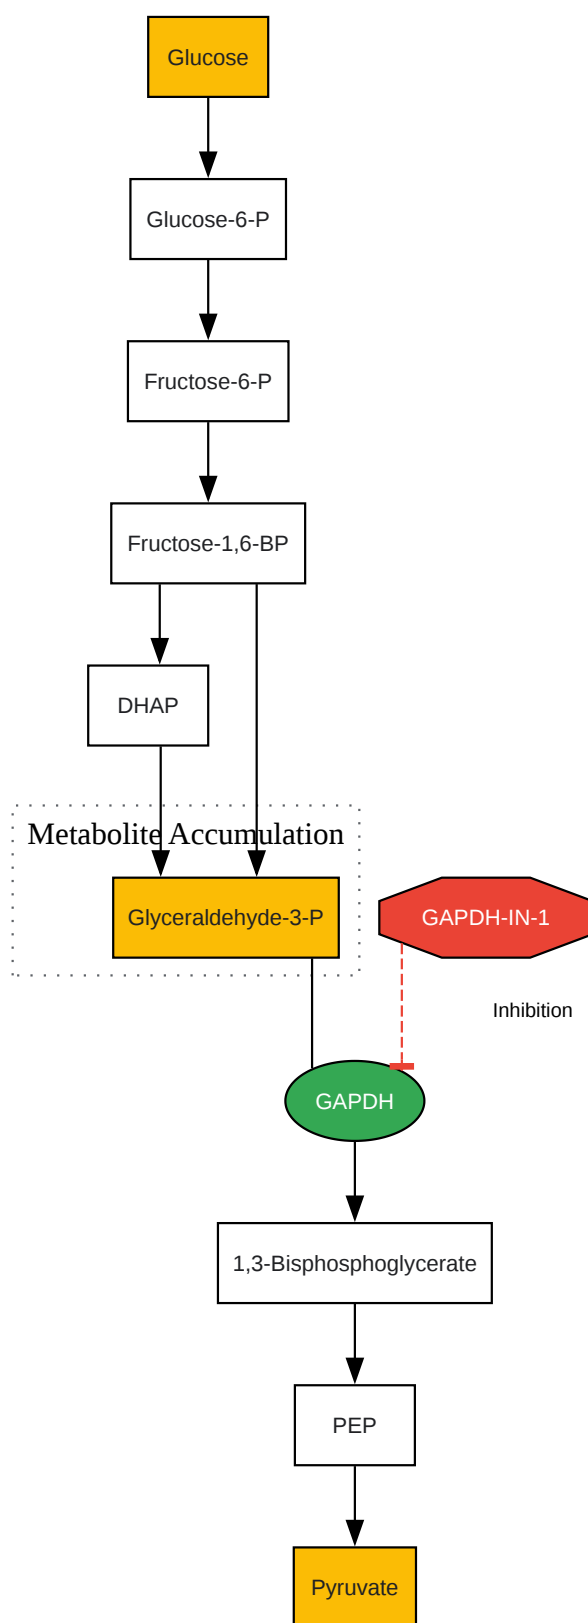 Glucose
Glucose-6-P
Fructose-6-P
Fructose-1,6-BP
DHAP
Metabolite Accumulation
Glyceraldehyde-3-P
GAPDH-IN-1
Inhibition
GAPDH
1,3-Bisphosphoglycerate
PEP
Pyruvate